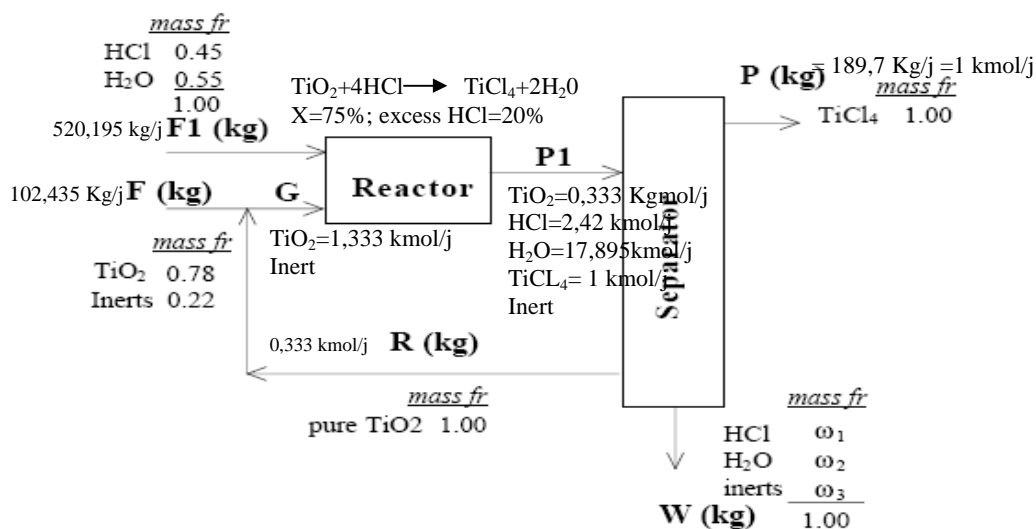 mass fr
HCl 0.45
H₂O 0.55
1.00
TiO₂+4HCl → TiCl₄+2H₂0
X=75%; excess HCl=20%
P (kg) = 189,7 Kg/j =1 kmol/j
mass fr
TiCl₄ 1.00
520,195 kg/j F1 (kg)
Reactor
P1
102,435 Kg/j F (kg)
G
TiO₂=1,333 kmol/j
Inert
TiO₂=0,333 Kgmol/j
HCl=2,42 kmol/j
H₂O=17,895kmol/j
TiCL₄= 1 kmol/j
Inert
Separator
mass fr
TiO₂ 0.78
Inerts 0.22
0,333 kmol/j R (kg)
mass fr
pure TiO2 1.00
mass fr
HCl ω₁
H₂O ω₂
inerts ω₃
W (kg) 1.00